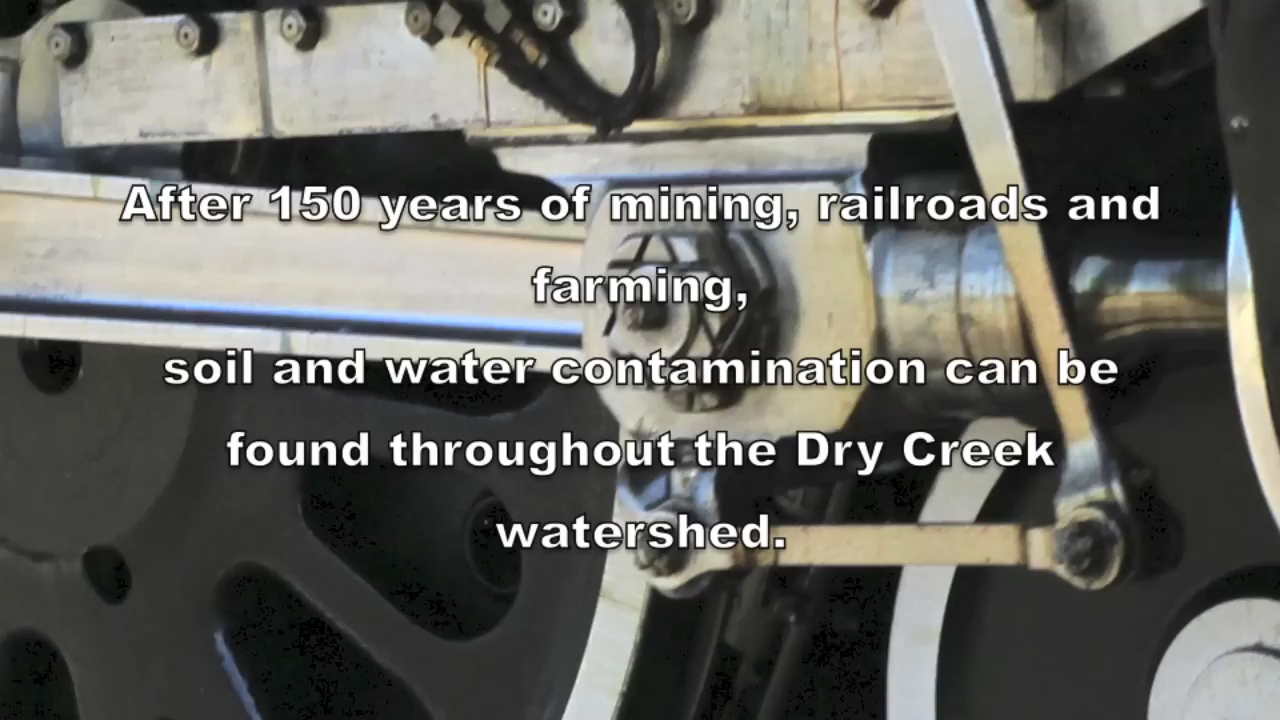 After 150 years of mining, railroads and
farming,
soil and water contamination can be
found throughout the Dry Creek
watershed.